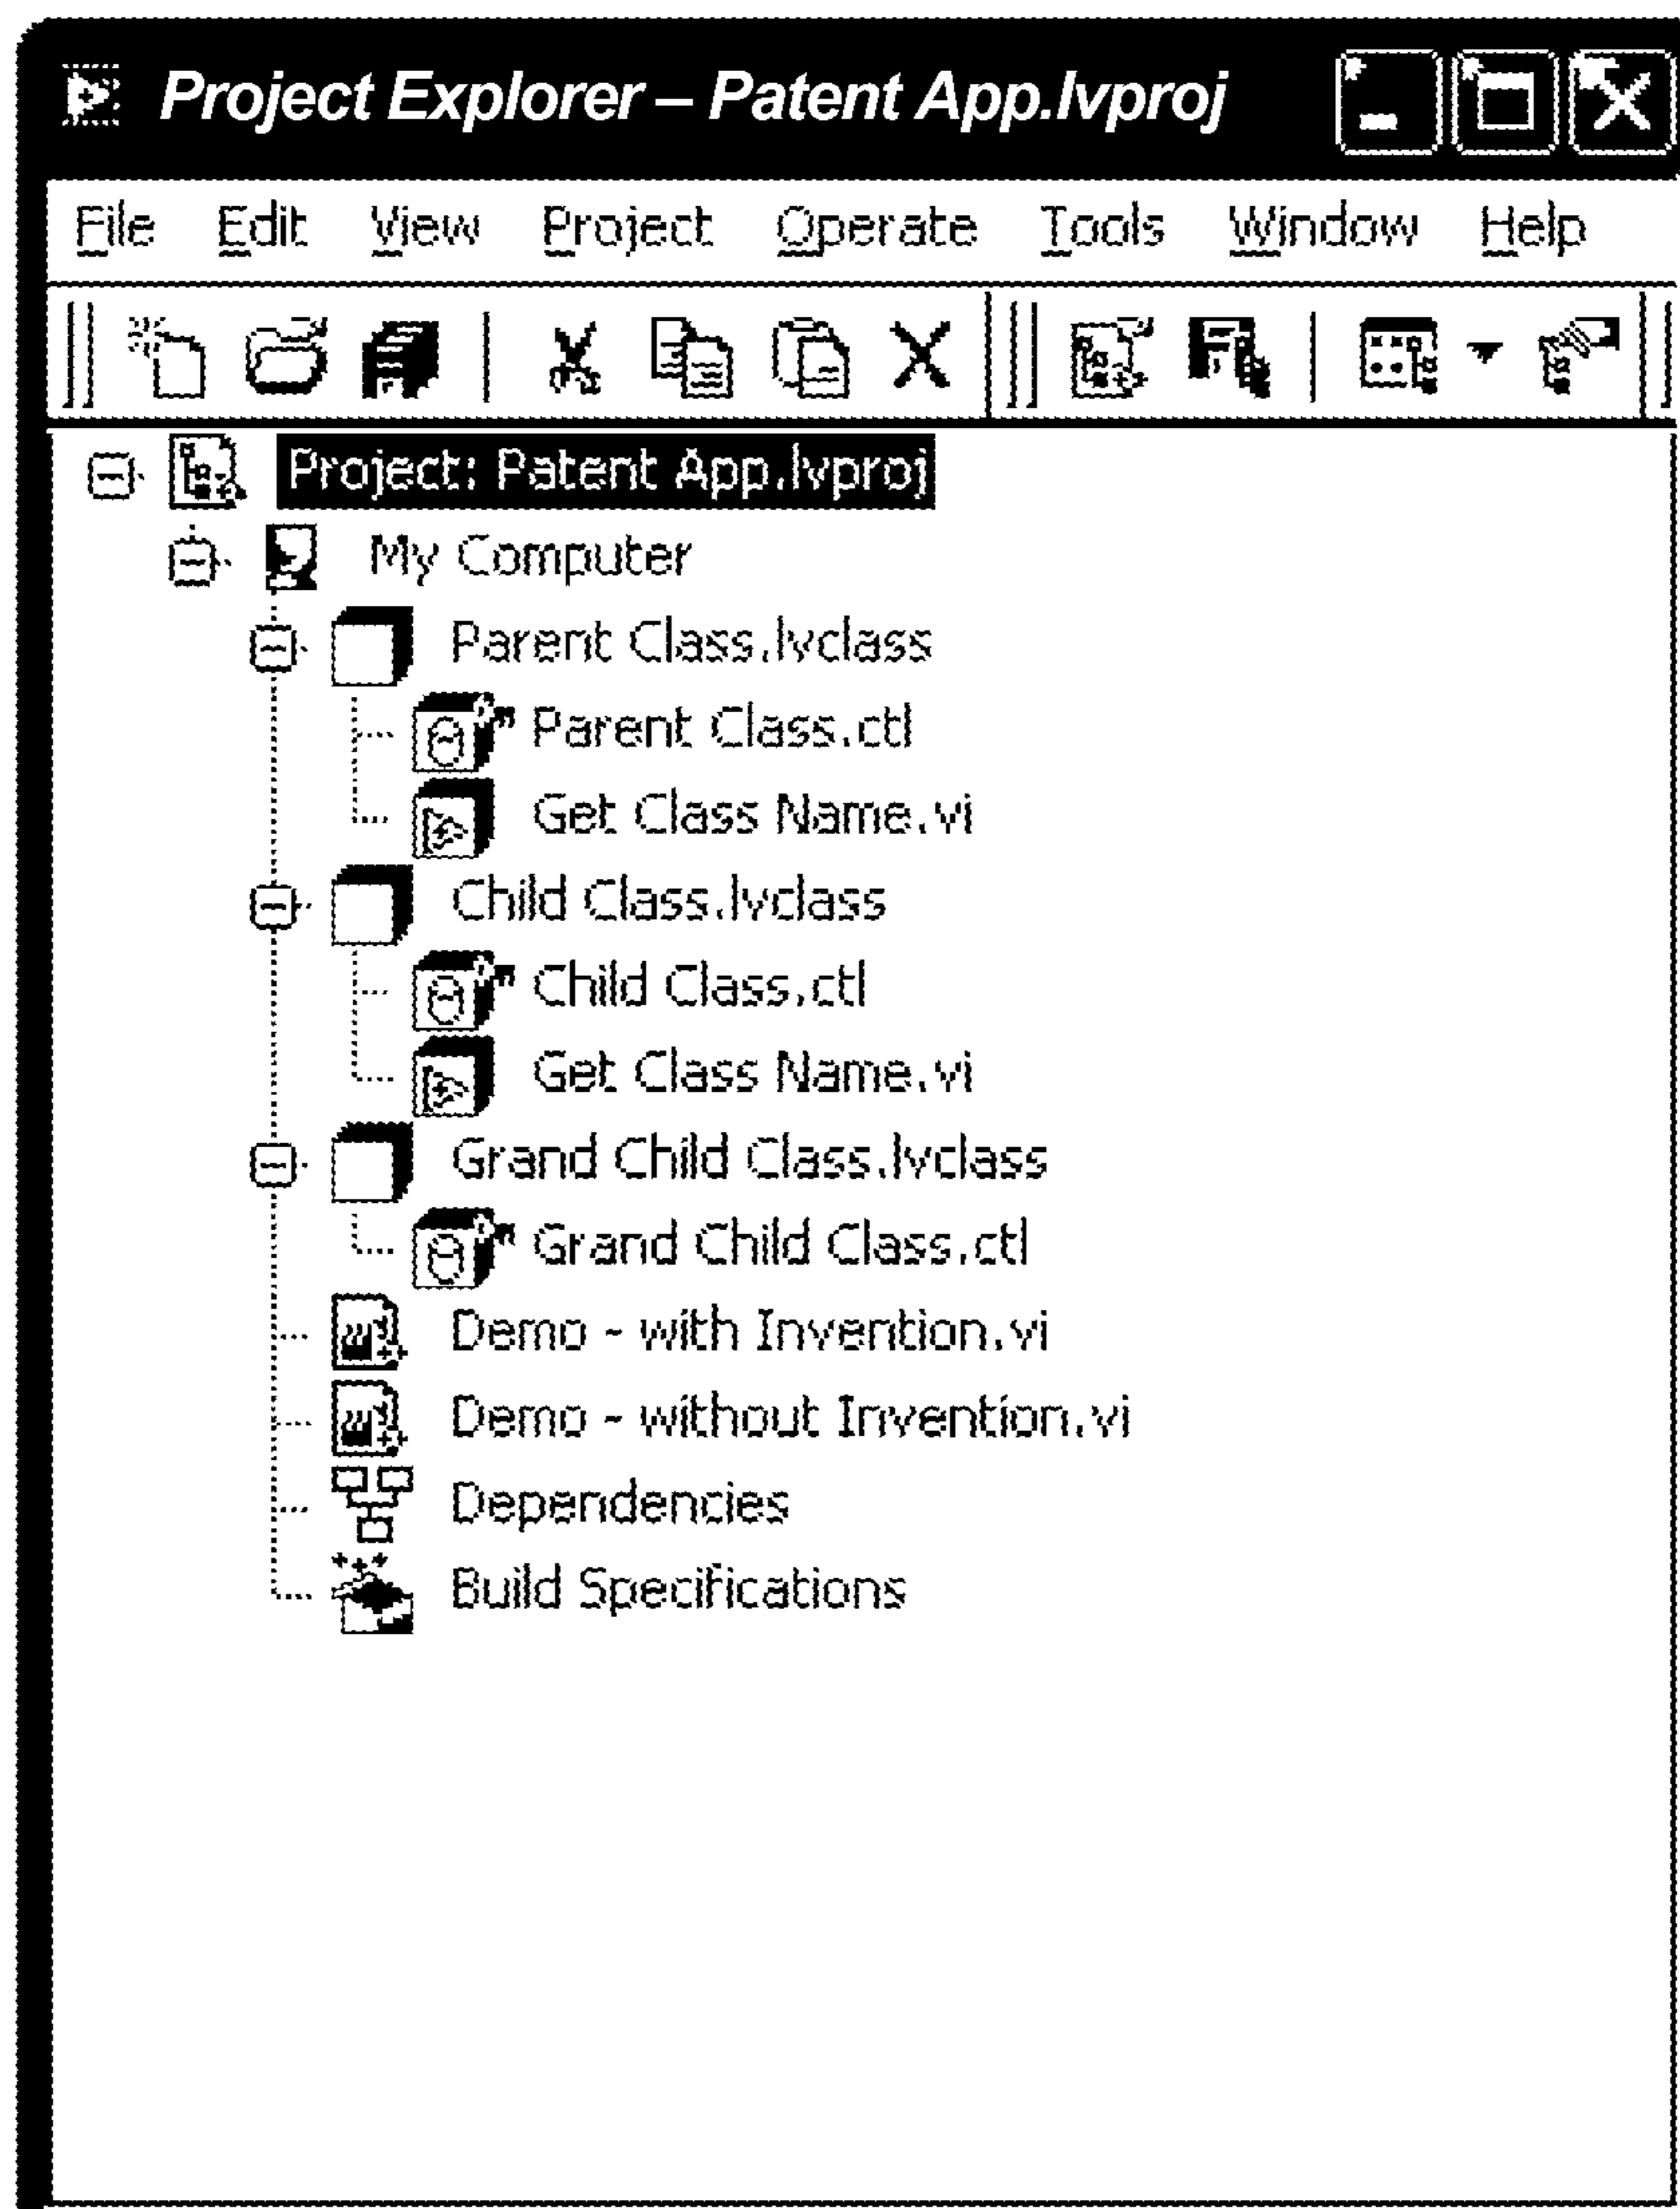 Project Explorer – Patent App.lvproj
File Edit View Project Operate Tools Window Help
Project: Patent App.lvproj
My Computer
Parent Class.lvclass
Parent Class.ctl
Get Class Name.vi
Child Class.lvclass
Child Class.ctl
Get Class Name.vi
Grand Child Class.lvclass
Grand Child Class.ctl
Demo - with Invention.vi
Demo - without Invention.vi
Dependencies
Build Specifications